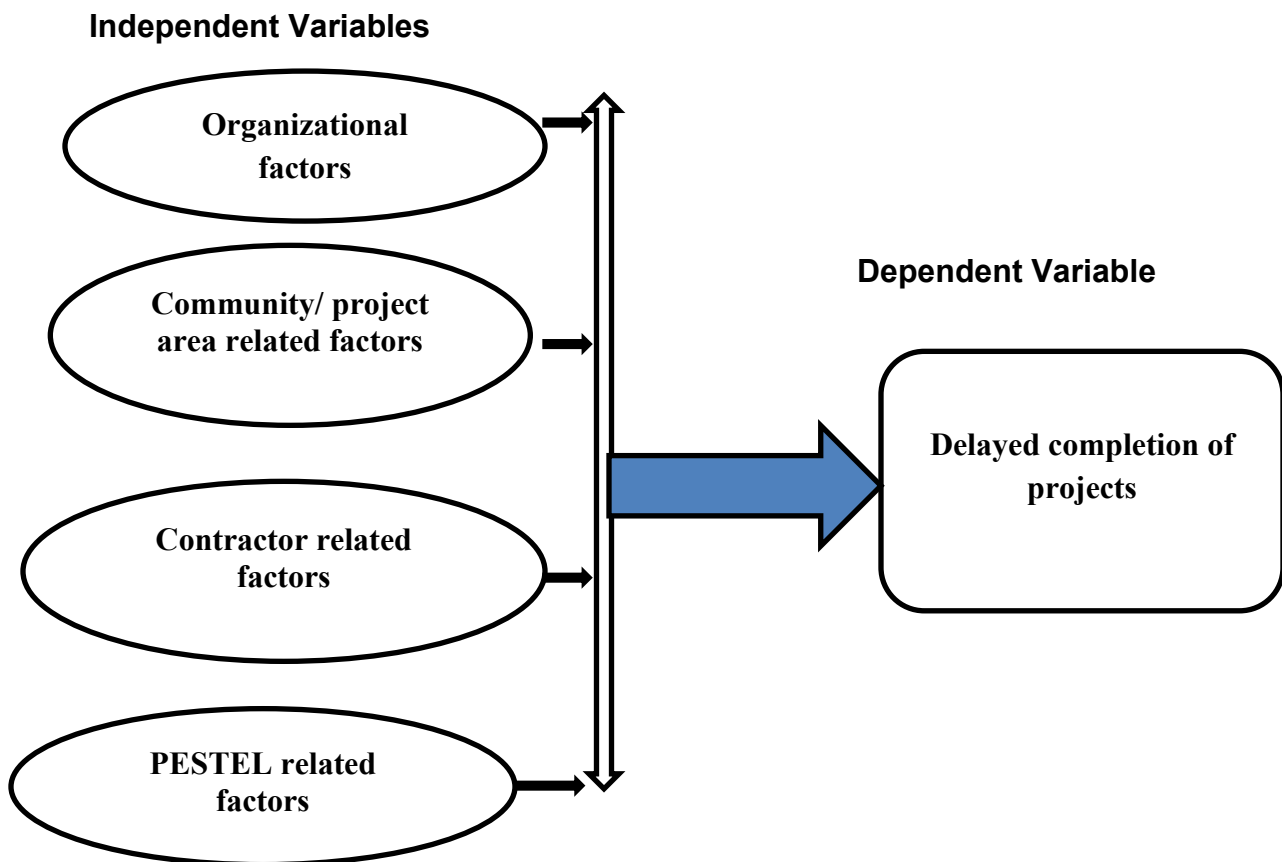 Independent Variables
Organizational
factors
Community/ project
area related factors
Contractor related
factors
PESTEL related
factors
Dependent Variable
Delayed completion of
projects